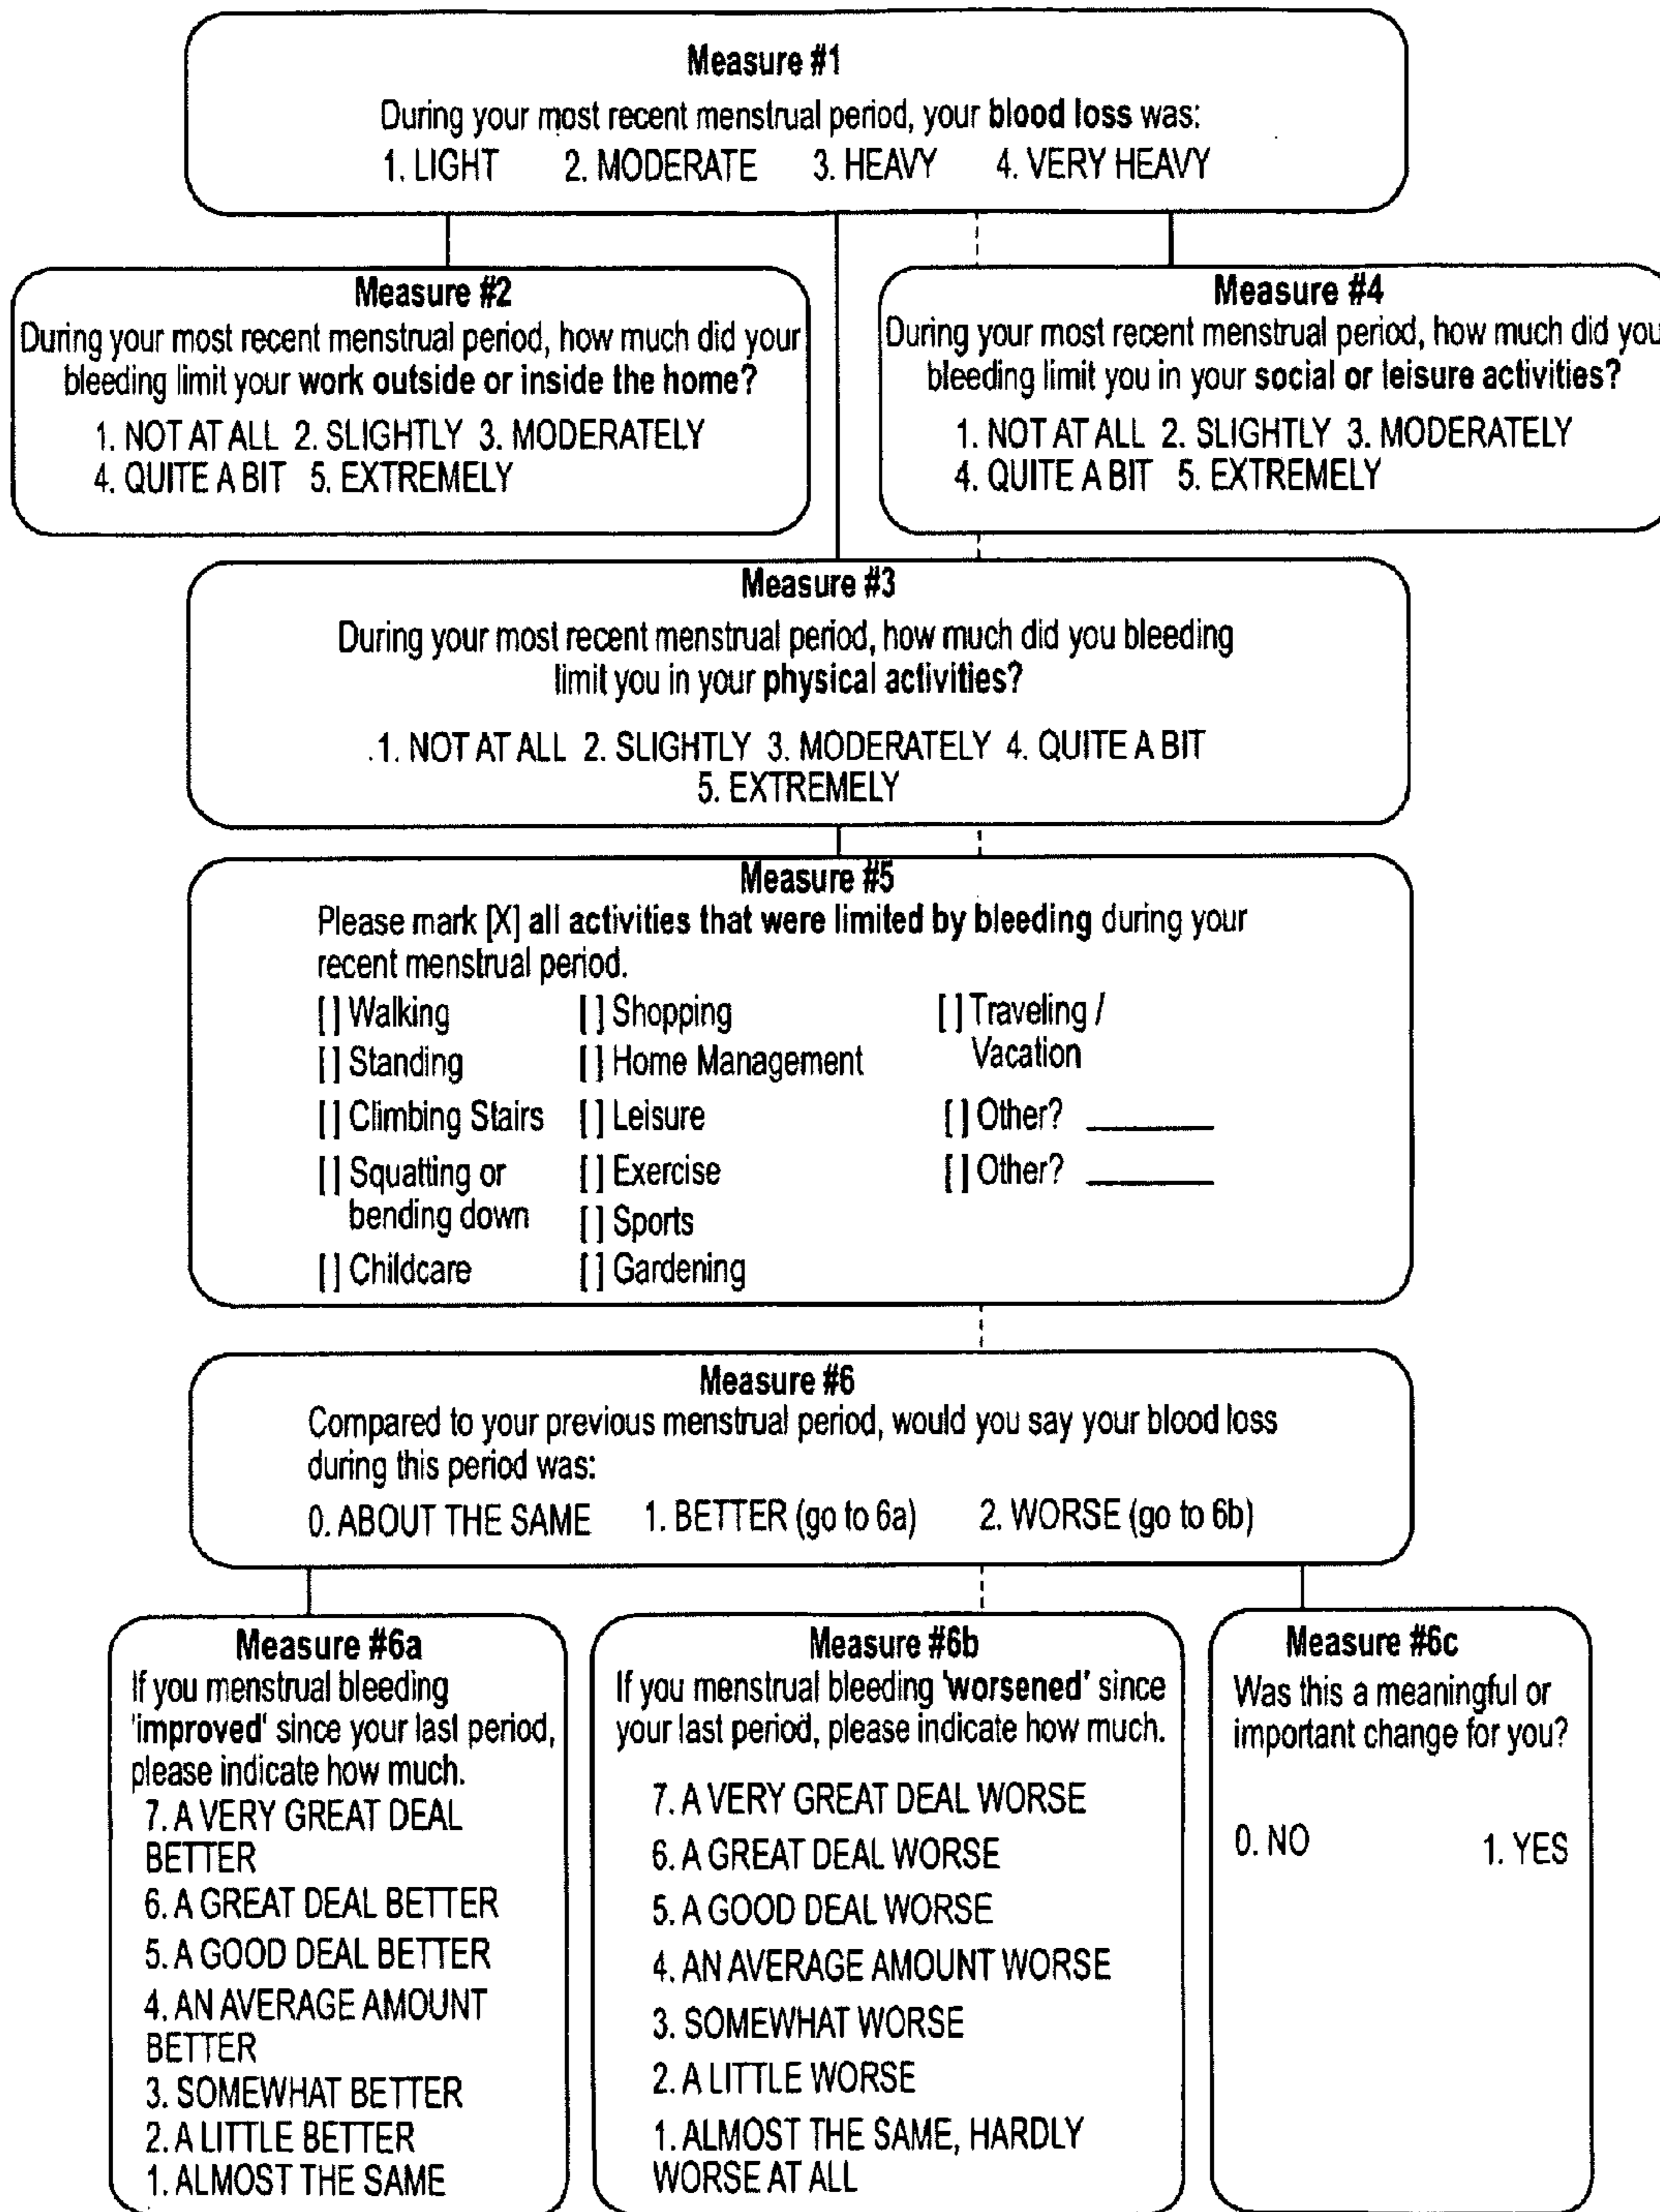 Measure #1
During your most recent menstrual period, your blood loss was:
1. LIGHT 2. MODERATE 3. HEAVY 4. VERY HEAVY
Measure #2
During your most recent menstrual period, how much did your
bleeding limit your work outside or inside the home?
1. NOT AT ALL 2. SLIGHTLY 3. MODERATELY
4. QUITE A BIT 5. EXTREMELY
Measure #4
During your most recent menstrual period, how much did you
bleeding limit you in your social or leisure activities?
1. NOT AT ALL 2. SLIGHTLY 3. MODERATELY
4. QUITE A BIT 5. EXTREMELY
Measure #3
During your most recent menstrual period, how much did you bleeding
limit you in your physical activities?
1. NOT AT ALL 2. SLIGHTLY 3. MODERATELY 4. QUITE A BIT
5. EXTREMELY
Measure #5
Please mark [X] all activities that were limited by bleeding during your
recent menstrual period.
[ ] Walking [ ] Shopping [ ] Traveling /
Vacation
[ ] Standing [ ] Home Management
[ ] Climbing Stairs [ ] Leisure [ ] Other? ______
[ ] Squatting or [ ] Exercise [ ] Other? ______
bending down [ ] Sports
[ ] Childcare [ ] Gardening
Measure #6
Compared to your previous menstrual period, would you say your blood loss
during this period was:
0. ABOUT THE SAME 1. BETTER (go to 6a) 2. WORSE (go to 6b)
Measure #6a
If you menstrual bleeding
'improved' since your last period,
please indicate how much.
7. A VERY GREAT DEAL
BETTER
6. A GREAT DEAL BETTER
5. A GOOD DEAL BETTER
4. AN AVERAGE AMOUNT
BETTER
3. SOMEWHAT BETTER
2. A LITTLE BETTER
1. ALMOST THE SAME
Measure #6b
If you menstrual bleeding 'worsened' since
your last period, please indicate how much.
7. A VERY GREAT DEAL WORSE
6. A GREAT DEAL WORSE
5. A GOOD DEAL WORSE
4. AN AVERAGE AMOUNT WORSE
3. SOMEWHAT WORSE
2. A LITTLE WORSE
1. ALMOST THE SAME, HARDLY
WORSE AT ALL
Measure #6c
Was this a meaningful or
important change for you?
0. NO 1. YES